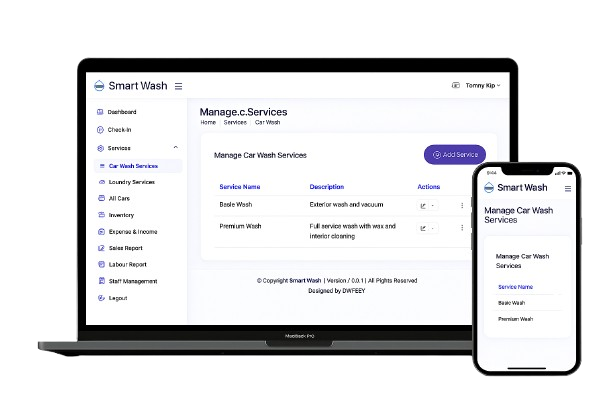 Smart Wash
Tomny Kip
Dashboard
Check-In
Services
Car Wash Services
Loundry Services
All Cars
Inventory
Expense & Income
Sales Report
Labour Report
Staff Management
Legout
Manage.c.Services
Home Services Car Wash
Manage Car Wash Services
Add Service
Service Name Description Actions
Basle Wash Exterior wash and vacuum
Premium Wash Full service wash with wax and
interior cloaning
© Copyright Smart Wash | Version / 0.0.1 | All Rights Reserved
Designed by DWFEEY
MacBack Pro
Smart Wash
Manage Car Wash
Services
Manage Car Wash
Services
Service Name
Basic Wash
Premium Wash